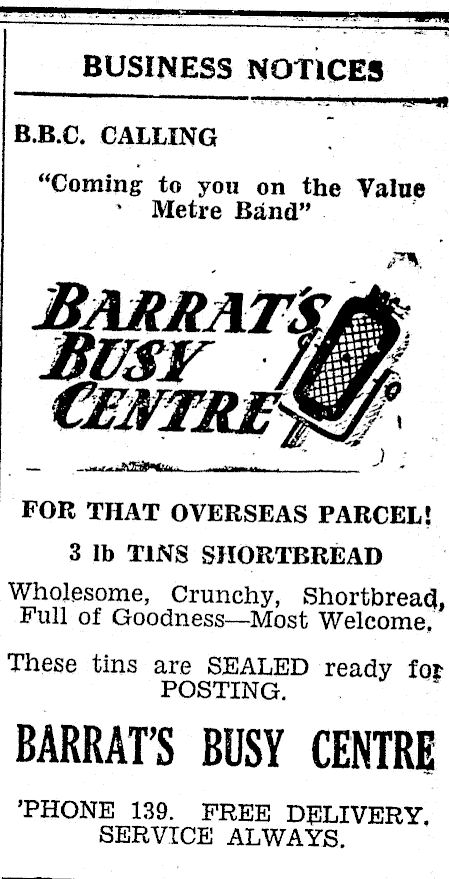 BUSINESS NOTICES
B.B.C. CALLING
“Coming to you on the Value
Metre Band”
BARRAT'S
BUSY
CENTRE
FOR THAT OVERSEAS PARCEL!
3 lb TINS SHORTBREAD
Wholesome, Crunchy, Shortbread,
Full of Goodness—Most Welcome.
These tins are SEALED ready for
POSTING.
BARRAT'S BUSY CENTRE
'PHONE 139. FREE DELIVERY.
SERVICE ALWAYS.